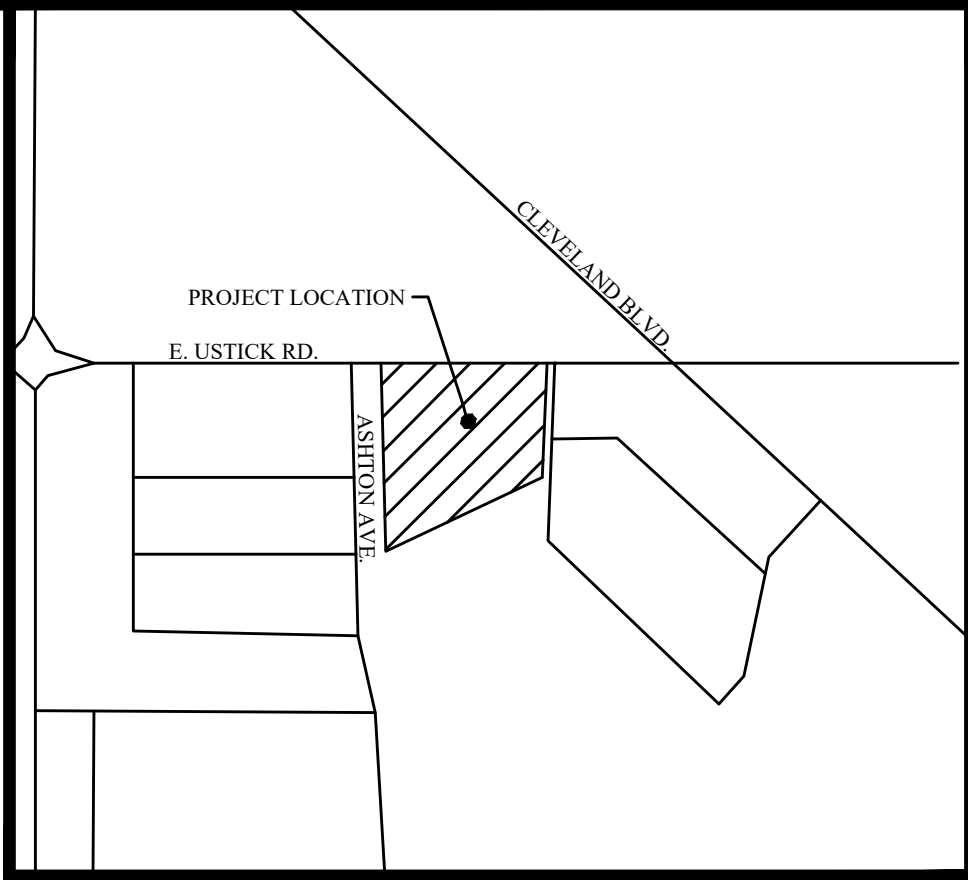 CLEVELAND BLVD.
PROJECT LOCATION
E. USTICK RD.
ASHTON AVE.